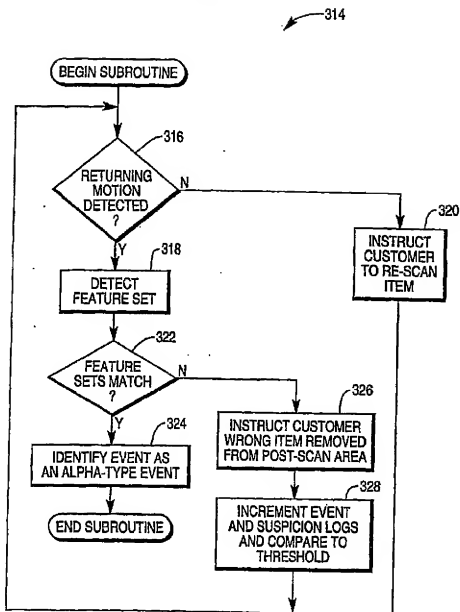 314
BEGIN SUBROUTINE
316
RETURNING
MOTION
DETECTED
?
N
Y
320
INSTRUCT
CUSTOMER
TO RE-SCAN
ITEM
318
DETECT
FEATURE SET
322
FEATURE
SETS MATCH
?
N
Y
324
IDENTIFY EVENT AS
AN ALPHA-TYPE EVENT
326
INSTRUCT CUSTOMER
WRONG ITEM REMOVED
FROM POST-SCAN AREA
328
INCREMENT EVENT
AND SUSPICION LOGS
AND COMPARE TO
THRESHOLD
END SUBROUTINE